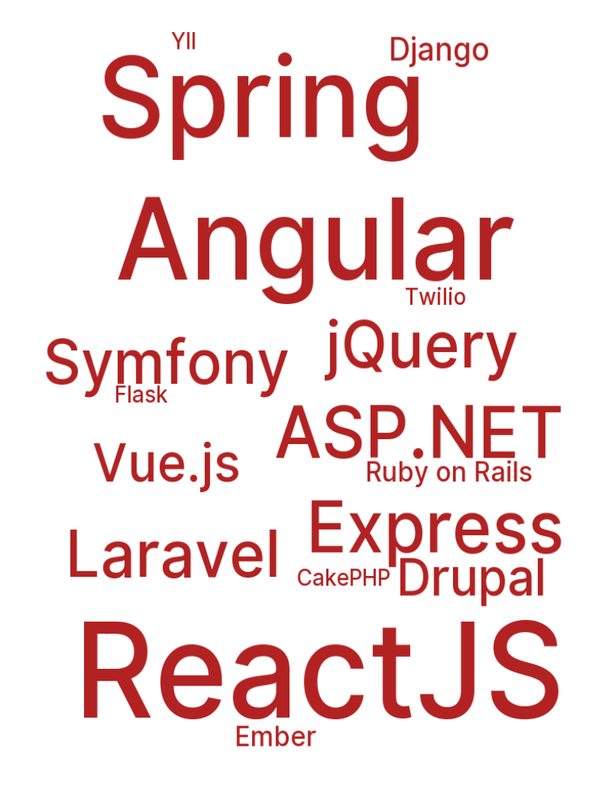 YII
Django
Spring
Angular
Twilio
jQuery
Symfony
Flask
ASP.NET
Vue.js
Ruby on Rails
Express
Laravel
CakePHP
Drupal
ReactJS
Ember